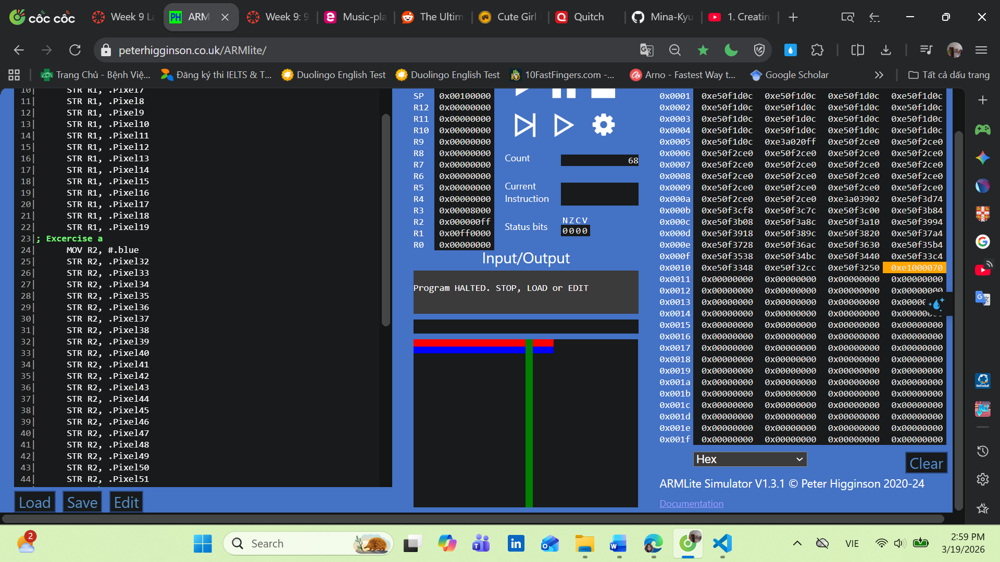 cốc cốc
Week 9 La
ARM
Week 9: 9
Music-pla
The Ultim
Cute Girl
Quitch
Mina-Kyu
1. Creatin
peterhigginson.co.uk/ARMlite/
Trang Chủ - Bệnh Việ...
Đăng ký thi IELTS & T...
Duolingo English Test
Duolingo English Test
10FastFingers.com -...
Arno - Fastest Way t...
Google Scholar
Tất cả dấu trang
10| STR R1, .Pixel7
11| STR R1, .Pixel8
12| STR R1, .Pixel9
13| STR R1, .Pixel10
14| STR R1, .Pixel11
15| STR R1, .Pixel12
16| STR R1, .Pixel13
17| STR R1, .Pixel14
18| STR R1, .Pixel15
19| STR R1, .Pixel16
20| STR R1, .Pixel17
21| STR R1, .Pixel18
22| STR R1, .Pixel19
23|; Excercise a
24| MOV R2, #.blue
25| STR R2, .Pixel32
26| STR R2, .Pixel33
27| STR R2, .Pixel34
28| STR R2, .Pixel35
29| STR R2, .Pixel36
30| STR R2, .Pixel37
31| STR R2, .Pixel38
32| STR R2, .Pixel39
33| STR R2, .Pixel40
34| STR R2, .Pixel41
35| STR R2, .Pixel42
36| STR R2, .Pixel43
37| STR R2, .Pixel44
38| STR R2, .Pixel45
39| STR R2, .Pixel46
40| STR R2, .Pixel47
41| STR R2, .Pixel48
42| STR R2, .Pixel49
43| STR R2, .Pixel50
44| STR R2, .Pixel51
Load Save Edit
SP 0x00100000
R12 0x00000000
R11 0x00000000
R10 0x00000000
R9 0x00000000
R8 0x00000000
R7 0x00000000
R6 0x00000000
R5 0x00000000
R4 0x00000000
R3 0x00008000
R2 0x000000ff
R1 0x00ff0000
R0 0x00000000
Count 68
Current
Instruction
Status bits
NZCV
0000
Input/Output
Program HALTED. STOP, LOAD or EDIT
0x0001 0xe50f1d0c 0xe50f1d0c 0xe50f1d0c 0xe50f1d0c
0x0002 0xe50f1d0c 0xe50f1d0c 0xe50f1d0c 0xe50f1d0c
0x0003 0xe50f1d0c 0xe50f1d0c 0xe50f1d0c 0xe50f1d0c
0x0004 0xe50f1d0c 0xe50f1d0c 0xe50f1d0c 0xe50f1d0c
0x0005 0xe50f1d0c 0xe3a020ff 0xe50f2ce0 0xe50f2ce0
0x0006 0xe50f2ce0 0xe50f2ce0 0xe50f2ce0 0xe50f2ce0
0x0007 0xe50f2ce0 0xe50f2ce0 0xe50f2ce0 0xe50f2ce0
0x0008 0xe50f2ce0 0xe50f2ce0 0xe50f2ce0 0xe50f2ce0
0x0009 0xe50f2ce0 0xe50f2ce0 0xe50f2ce0 0xe50f2ce0
0x000a 0xe50f2ce0 0xe50f2ce0 0xe3a03902 0xe50f3d74
0x000b 0xe50f3cf8 0xe50f3c7c 0xe50f3c00 0xe50f3b84
0x000c 0xe50f3b08 0xe50f3a8c 0xe50f3a10 0xe50f3994
0x000d 0xe50f3918 0xe50f389c 0xe50f3820 0xe50f37a4
0x000e 0xe50f3728 0xe50f36ac 0xe50f3630 0xe50f35b4
0x000f 0xe50f3538 0xe50f34bc 0xe50f3440 0xe50f33c4
0x0010 0xe50f3348 0xe50f32cc 0xe50f3250 0xe1000070
0x0011 0x00000000 0x00000000 0x00000000 0x00000000
0x0012 0x00000000 0x00000000 0x00000000 0x00000000
0x0013 0x00000000 0x00000000 0x00000000
0x0014 0x00000000 0x00000000 0x00000000 0x00000000
0x0015 0x00000000 0x00000000 0x00000000 0x00000000
0x0016 0x00000000 0x00000000 0x00000000 0x00000000
0x0017 0x00000000 0x00000000 0x00000000 0x00000000
0x0018 0x00000000 0x00000000 0x00000000 0x00000000
0x0019 0x00000000 0x00000000 0x00000000 0x00000000
0x001a 0x00000000 0x00000000 0x00000000 0x00000000
0x001b 0x00000000 0x00000000 0x00000000 0x00000000
0x001c 0x00000000 0x00000000 0x00000000 0x00000000
0x001d 0x00000000 0x00000000 0x00000000 0x00000000
0x001e 0x00000000 0x00000000 0x00000000 0x00000000
0x001f 0x00000000 0x00000000 0x00000000 0x00000000
Hex
Clear
ARMLite Simulator V1.3.1 © Peter Higginson 2020-24
Documentation
2
Search
VIE
2:59 PM
3/19/2026